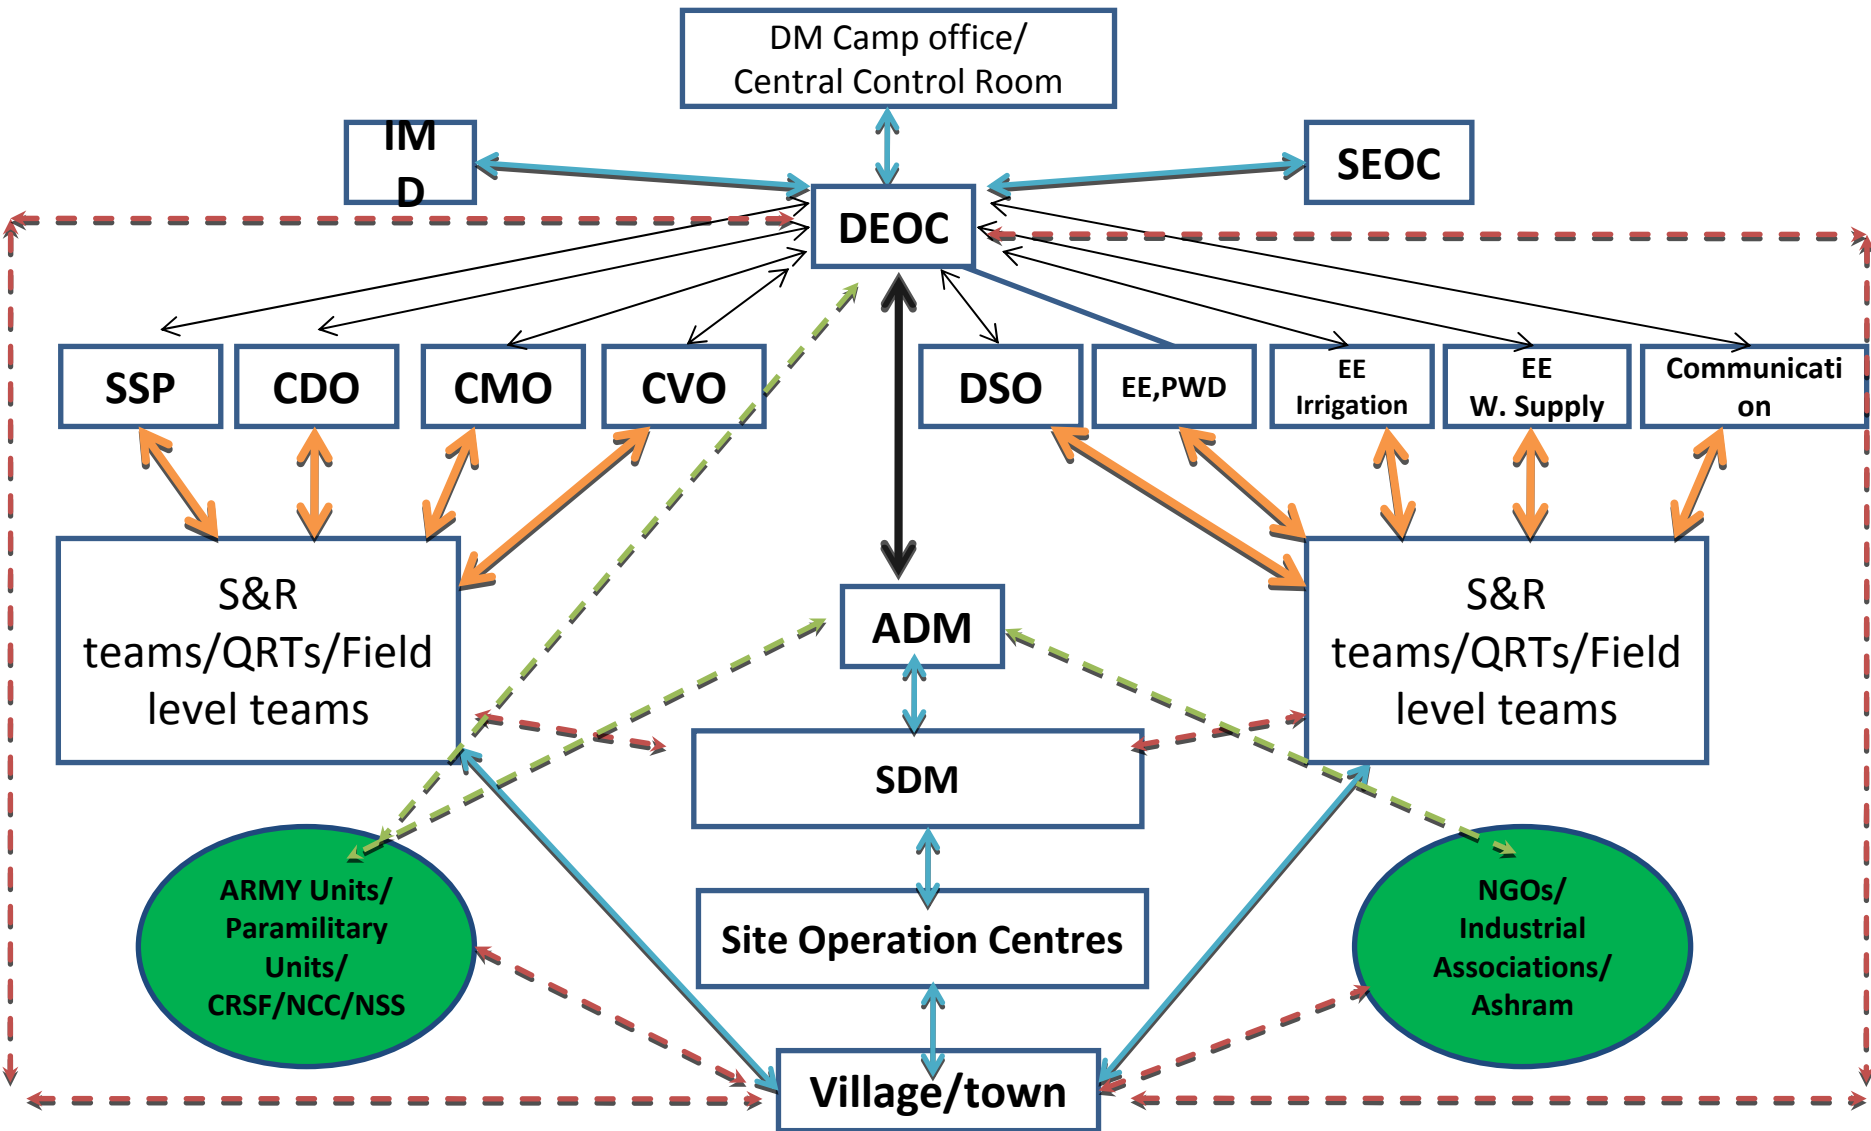 DM Camp office/
Central Control Room
IM
D
SEOC
DEOC
SSP
CDO
CMO
CVO
DSO
EE,PWD
EE
Irrigation
EE
W. Supply
Communicati
on
S&R
teams/QRTs/Field
level teams
ADM
S&R
teams/QRTs/Field
level teams
SDM
ARMY Units/
Paramilitary
Units/
CRSF/NCC/NSS
Site Operation Centres
NGOs/
Industrial
Associations/
Ashram
Village/town